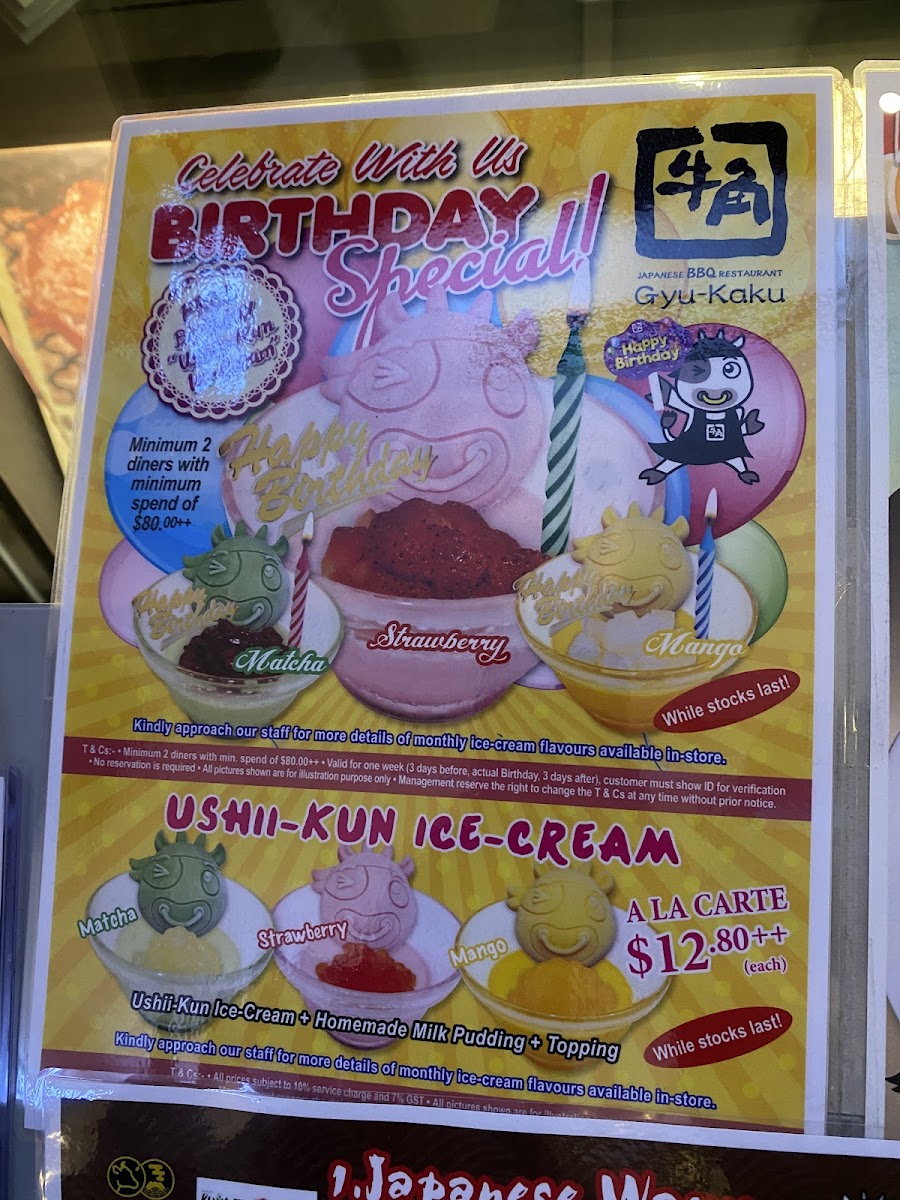 Celebrate With Us
BIRTHDAY
Special!
牛角
JAPANESE BBQ RESTAURANT
Gyu-Kaku
Happy
Birthday
牛角
Minimum 2
diners with
minimum
spend of
$80.00++
Happy
Birthday
Happy
Birthday
Happy
Birthday
Matcha
Strawberry
Mango
While stocks last!
Kindly approach our staff for more details of monthly ice-cream flavours available in-store.
T & Cs:- • Minimum 2 diners with min. spend of $80.00++ • Valid for one week (3 days before, actual Birthday, 3 days after), customer must show ID for verification
• No reservation is required • All pictures shown are for illustration purpose only • Management reserve the right to change the T & Cs at any time without prior notice.
USHII-KUN ICE-CREAM
Matcha
Strawberry
Mango
A LA CARTE
$12.80++
(each)
Ushii-Kun Ice-Cream + Homemade Milk Pudding + Topping
While stocks last!
Kindly approach our staff for more details of monthly ice-cream flavours available in-store.
T & Cs:- • All prices subject to 10% service charge and 7% GST • All pictures shown are for
1.Japanese